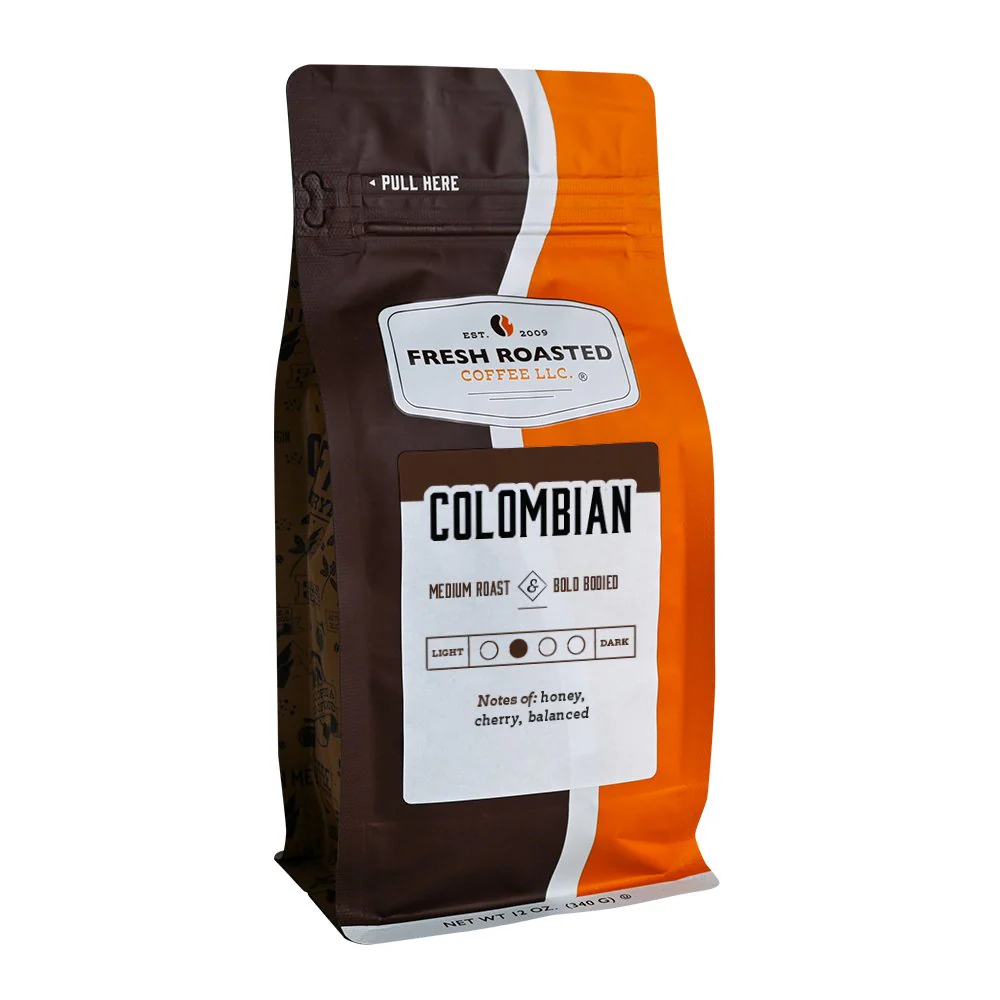 ◂ PULL HERE
EST. 2009
FRESH ROASTED
COFFEE LLC. ®
COLOMBIAN
MEDIUM ROAST & BOLD BODIED
LIGHT DARK
Notes of: honey,
cherry, balanced
NET WT 12 OZ. (340 G)